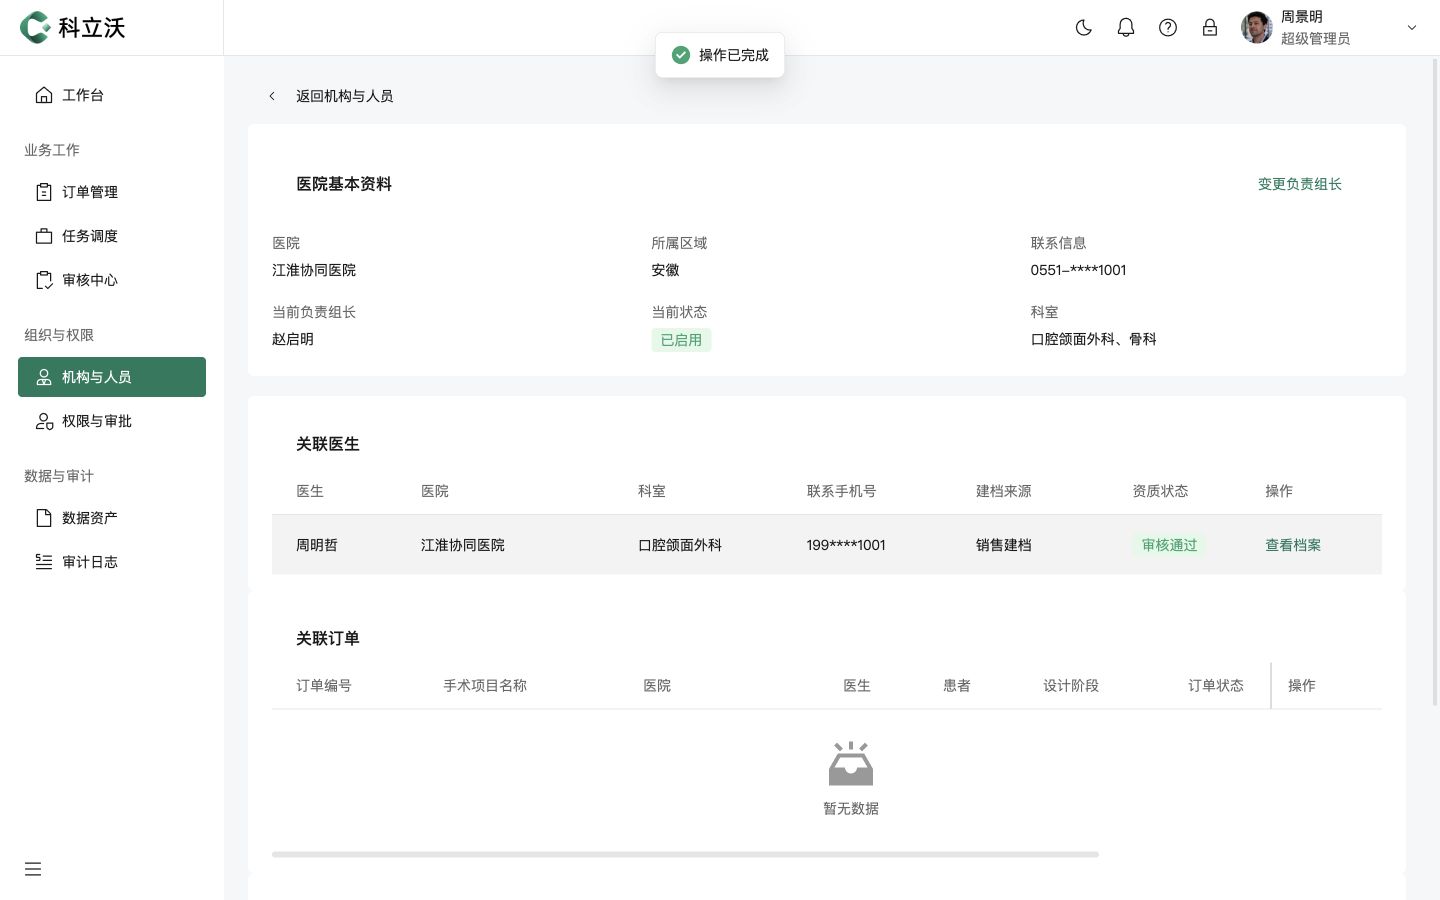 科立沃
周景明
超级管理员
操作已完成
工作台
业务工作
订单管理
任务调度
审核中心
组织与权限
机构与人员
权限与审批
数据与审计
数据资产
审计日志
返回机构与人员
医院基本资料
变更负责组长
医院 所属区域 联系信息
江淮协同医院 安徽 0551-****1001
当前负责组长 当前状态 科室
赵启明 已启用 口腔颌面外科、骨科
关联医生
医生 医院 科室 联系手机号 建档来源 资质状态 操作
周明哲 江淮协同医院 口腔颌面外科 199****1001 销售建档 审核通过 查看档案
关联订单
订单编号 手术项目名称 医院 医生 患者 设计阶段 订单状态 操作
暂无数据